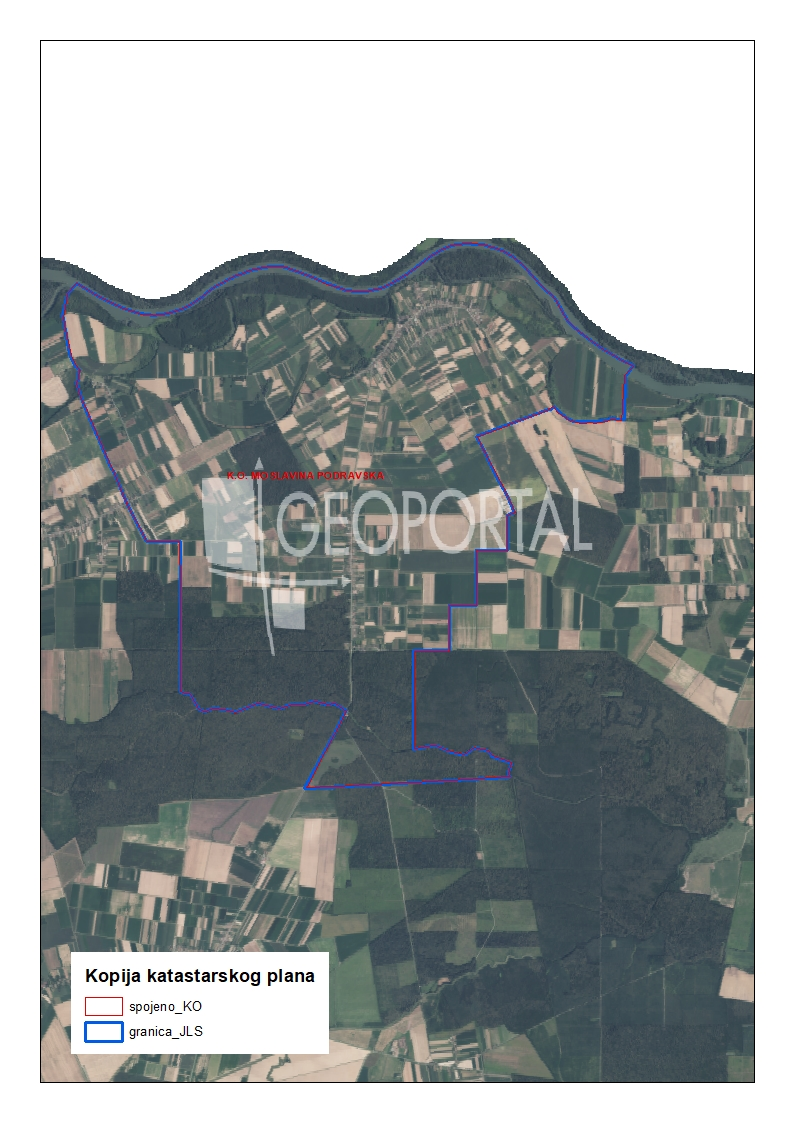 K.O. MOSLAVINA PODRAVSKA
GEOPORTAL
Kopija katastarskog plana
spojeno_KO
granica_JLS